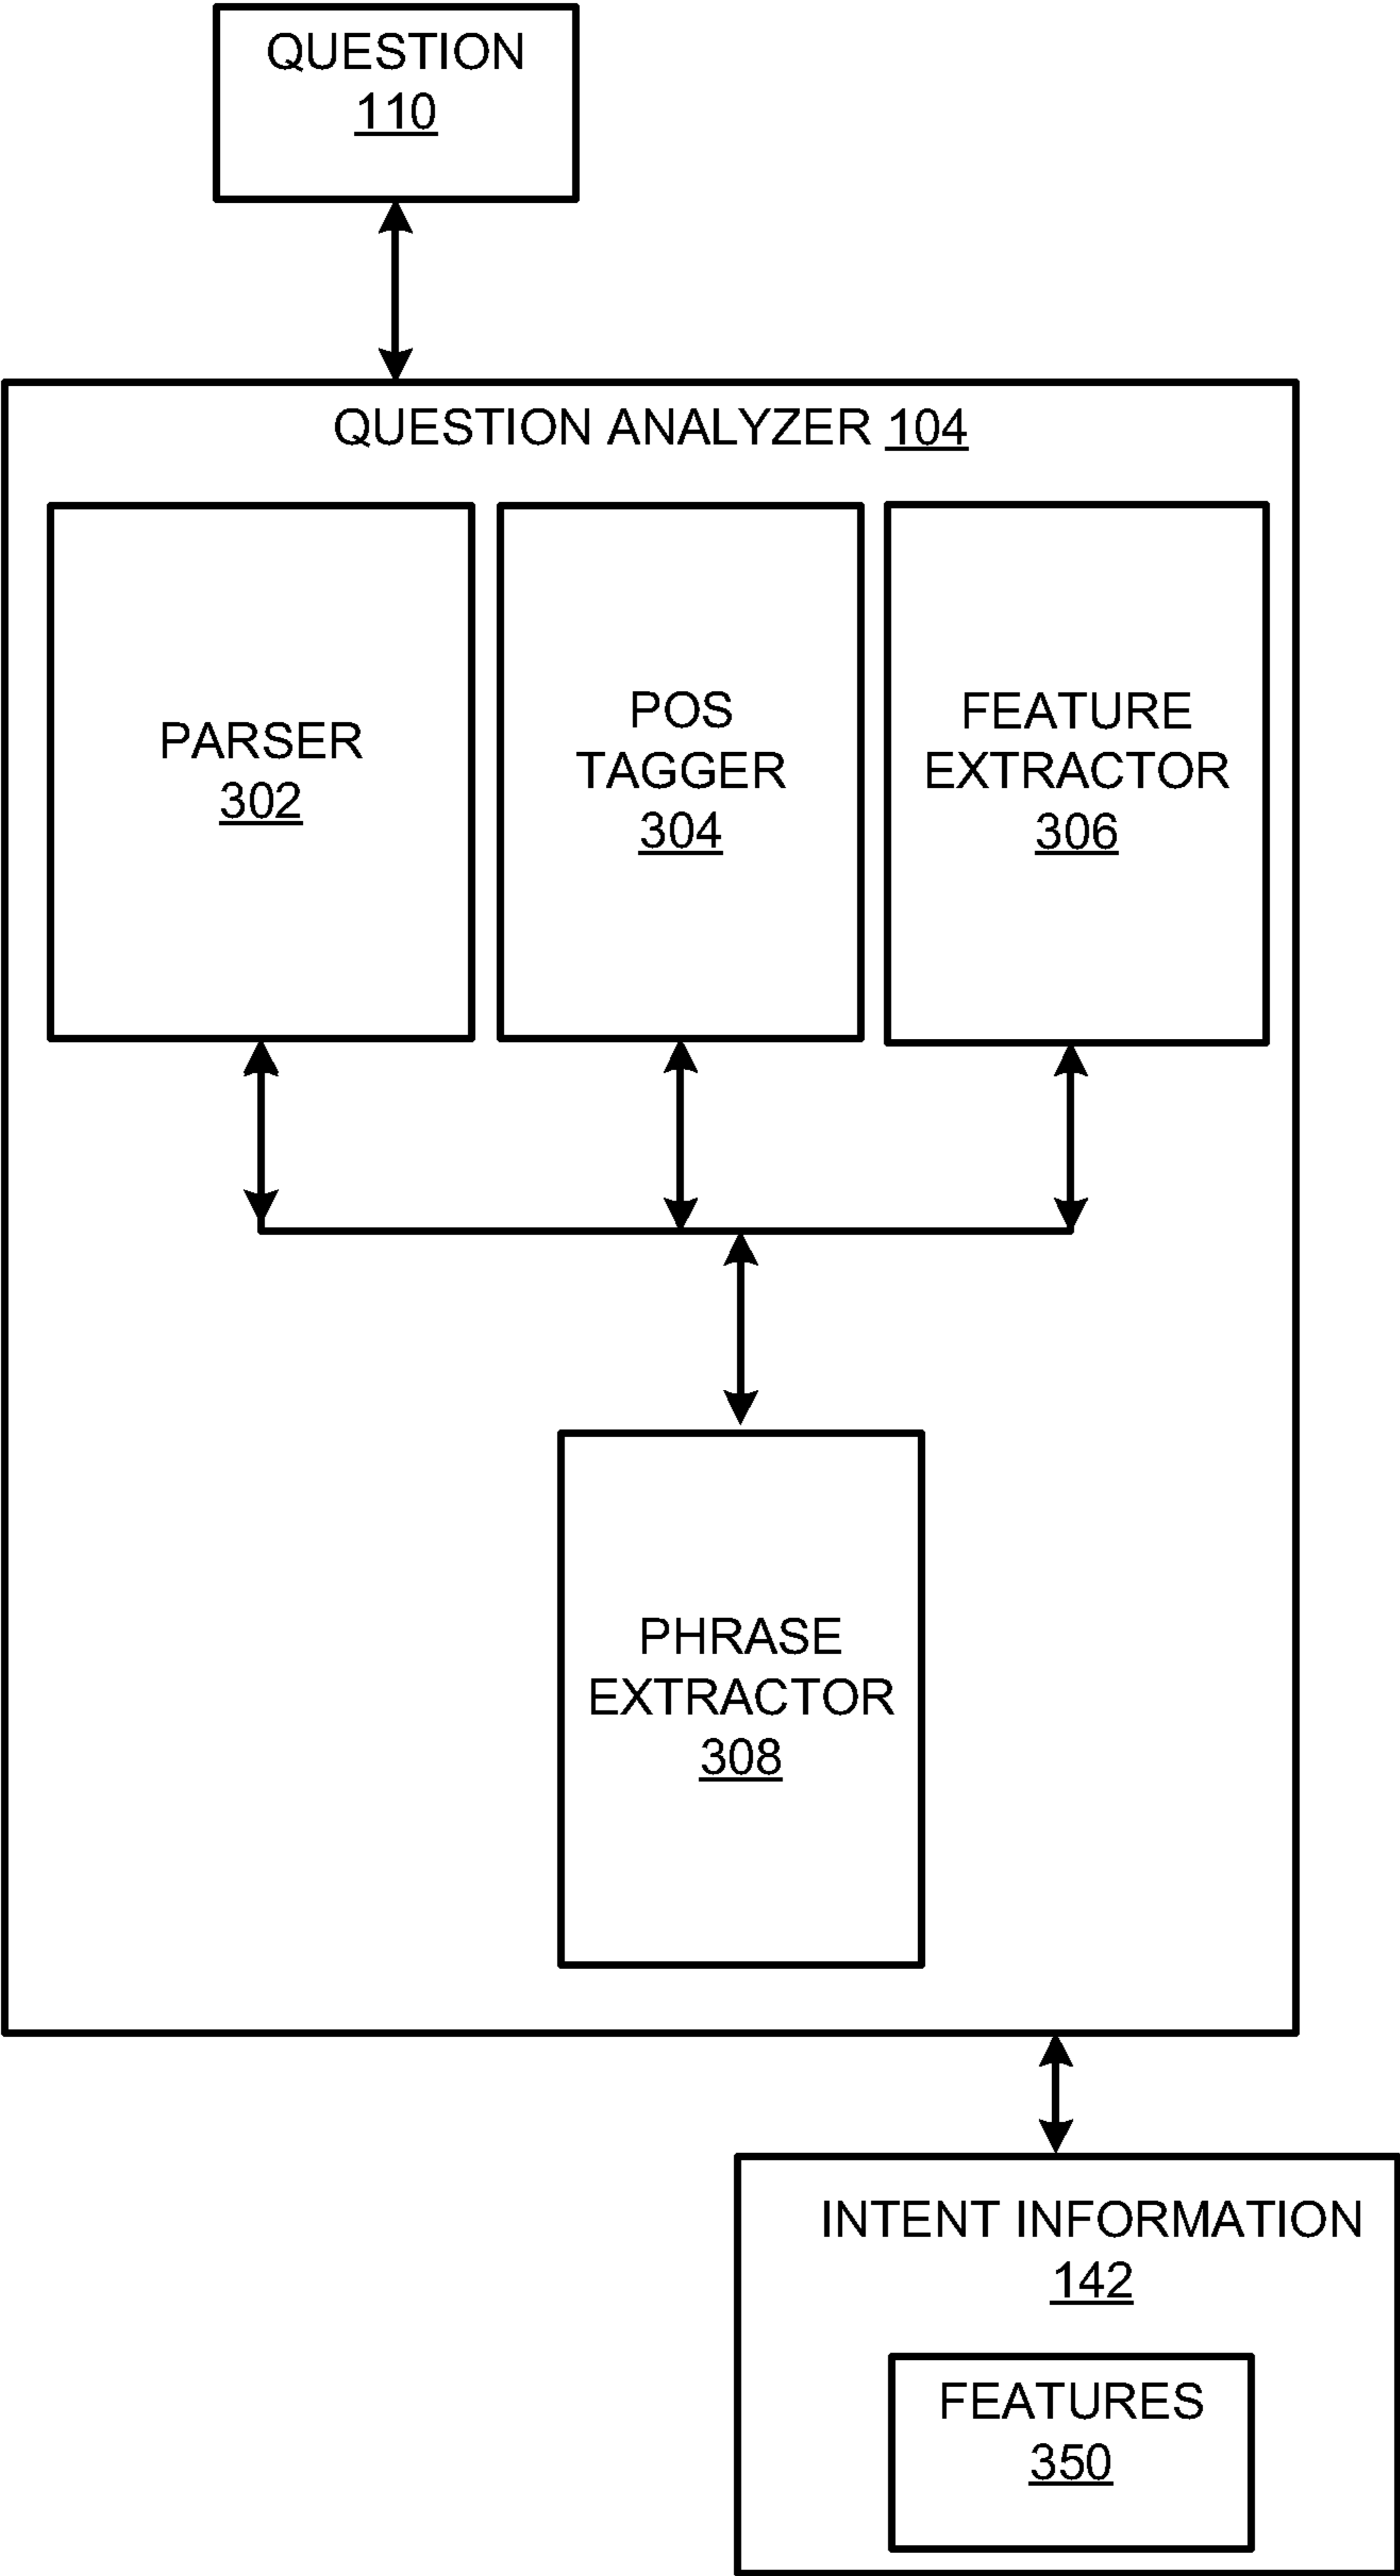 QUESTION
110
QUESTION ANALYZER 104
PARSER
302
POS
TAGGER
304
FEATURE
EXTRACTOR
306
PHRASE
EXTRACTOR
308
INTENT INFORMATION
142
FEATURES
350